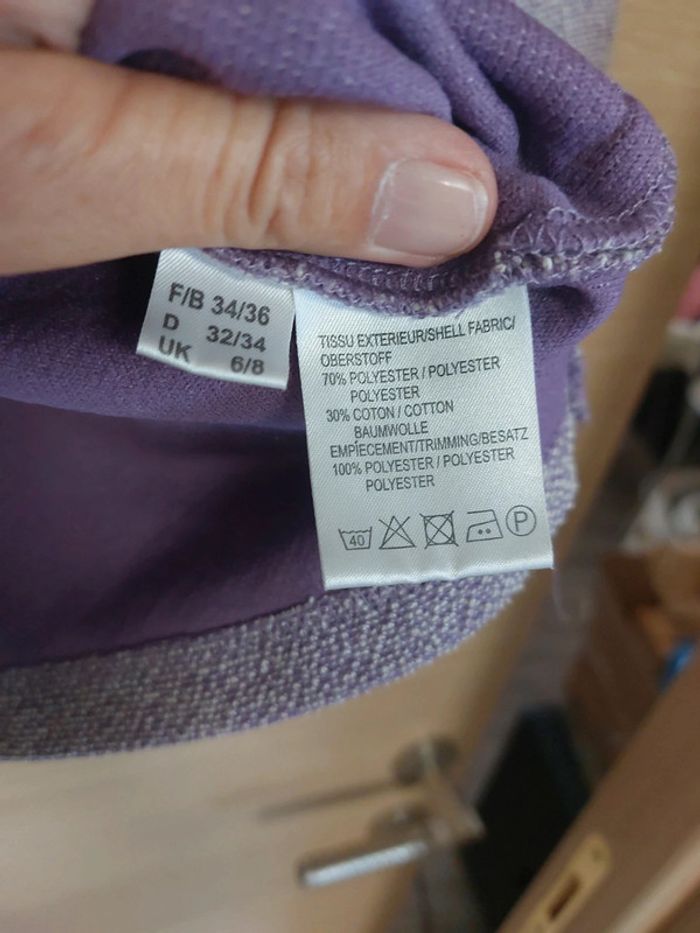 F/B 34/36
D 32/34
UK 6/8
TISSU EXTERIEUR/SHELL FABRIC/
OBERSTOFF
70% POLYESTER / POLYESTER
POLYESTER
30% COTON / COTTON
BAUMWOLLE
EMPIECEMENT/TRIMMING/BESATZ
100% POLYESTER / POLYESTER
POLYESTER
40 P